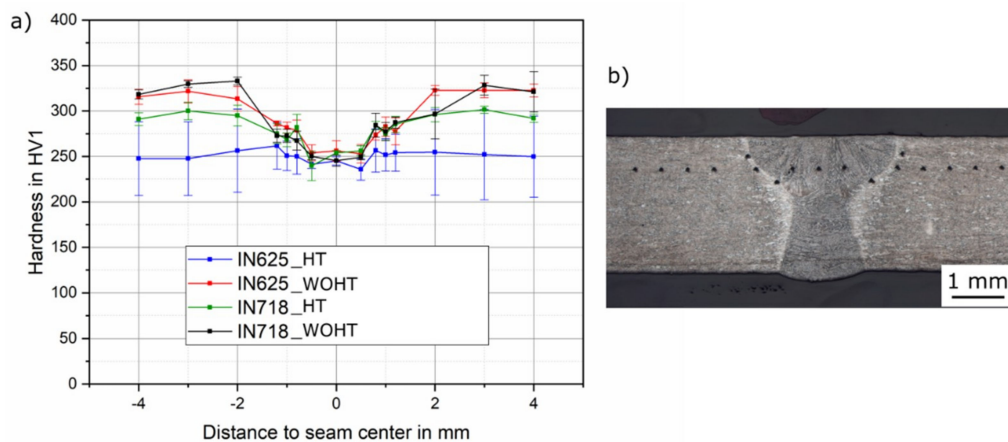 a)
400
350
300
250
200
150
100
50
0
Hardness in HV1
IN625_HT
IN625_WOHT
IN718_HT
IN718_WOHT
-4 -2 0 2 4
Distance to seam center in mm
b)
1 mm